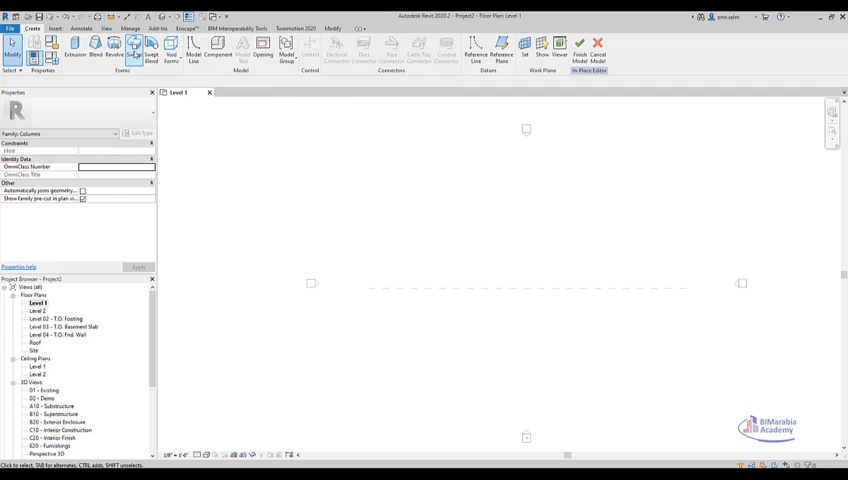 Autodesk Revit 2020.2 - Project2 - Floor Plan: Level 1
omr.selm
File Create Insert Annotate View Manage Add-Ins Enscape™ BIM Interoperability Tools Twinmotion 2020 Modify
Modify Extrusion Blend Revolve Sweep Swept Blend Void Forms Model Line Component Model Text Model Group Control Opening Electrical Connector Duct Connector Pipe Connector Cable Tray Connector Conduit Connector Reference Line Reference Plane Set Show Viewer Finish Model Cancel Model
Select Properties Forms Model Control Connectors Datum Work Plane In-Place Editor
Properties
Level 1
Family: Columns
Edit Type
Constraints
Host
Identity Data
OmniClass Number
OmniClass Title
Other
Automatically joins geometry...
Show family pre-cut in plan vi...
Properties help
Apply
Project Browser - Project2
Views (all)
Floor Plans
Level 1
Level 2
Level 02 - T.O. Footing
Level 03 - T.O. Basement Slab
Level 04 - T.O. Fnd. Wall
Roof
Site
Ceiling Plans
Level 1
Level 2
3D Views
01 - Existing
02 - Demo
A10 - Substructure
B10 - Superstructure
B20 - Exterior Enclosure
C10 - Interior Construction
C20 - Interior Finish
E20 - Furnishings
Perspective 3D
BIMarabia
Academy
1/8" = 1'-0"
Click to select, TAB for alternates, CTRL adds, SHIFT unselects.